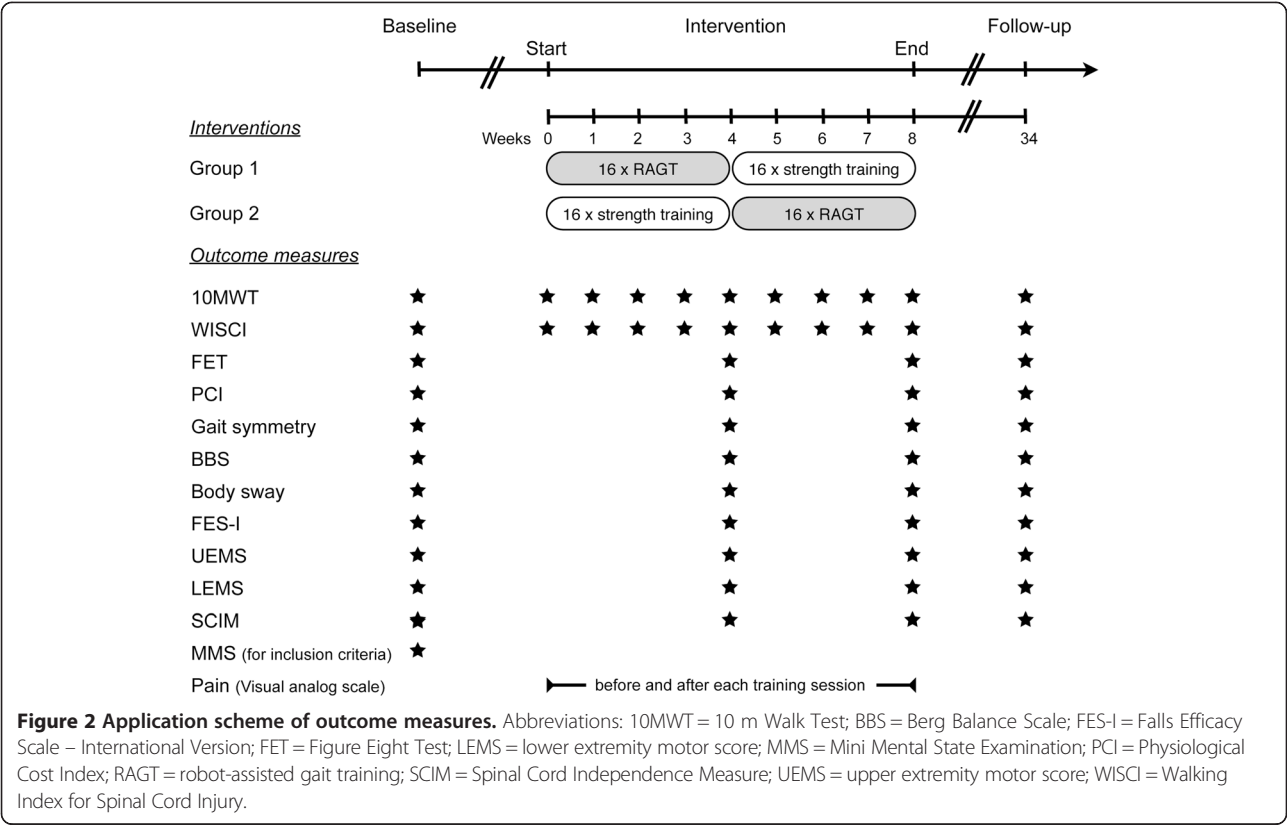 Baseline Intervention Follow-up
Start End
Interventions
Weeks 0 1 2 3 4 5 6 7 8 34
Group 1 16 x RAGT 16 x strength training
Group 2 16 x strength training 16 x RAGT
Outcome measures
10MWT
WISCI
FET
PCI
Gait symmetry
BBS
Body sway
FES-I
UEMS
LEMS
SCIM
MMS (for inclusion criteria)
Pain (Visual analog scale) before and after each training session
Figure 2 Application scheme of outcome measures. Abbreviations: 10MWT = 10 m Walk Test; BBS = Berg Balance Scale; FES-I = Falls Efficacy
Scale – International Version; FET = Figure Eight Test; LEMS = lower extremity motor score; MMS = Mini Mental State Examination; PCI = Physiological
Cost Index; RAGT = robot-assisted gait training; SCIM = Spinal Cord Independence Measure; UEMS = upper extremity motor score; WISCI = Walking
Index for Spinal Cord Injury.